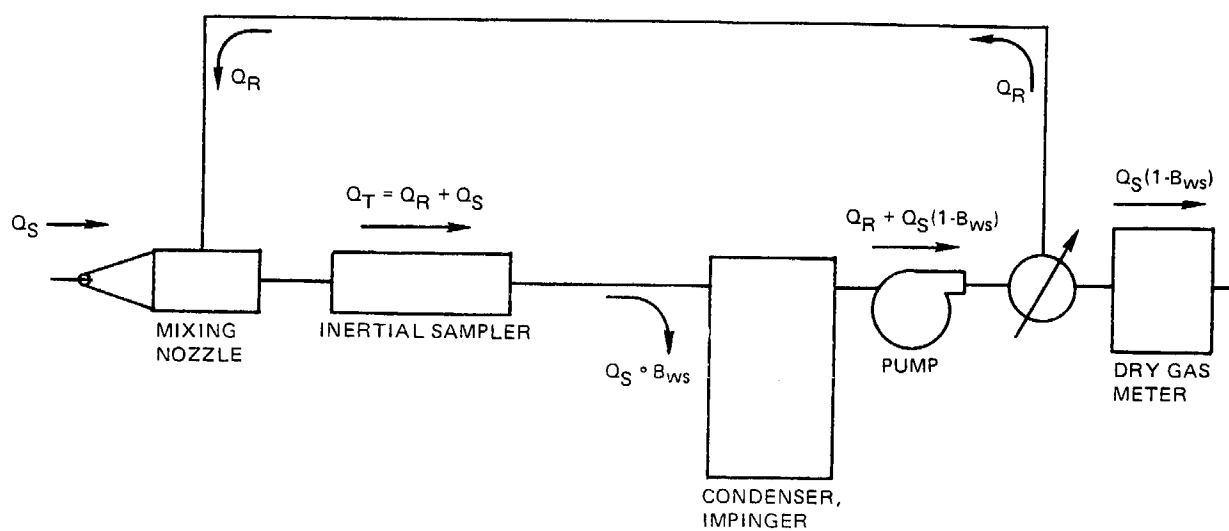 Q_R
Q_R
Q_T = Q_R + Q_S
Q_S(1-B_ws)
Q_R + Q_S(1-B_ws)
Q_S
MIXING
NOZZLE
INERTIAL SAMPLER
Q_S ∘ B_ws
PUMP
DRY GAS
METER
CONDENSER,
IMPINGER